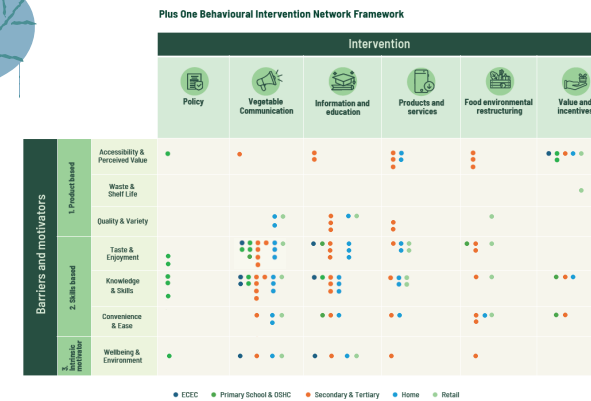 Plus One Behavioural Intervention Network Framework
Intervention
Policy
Vegetable
Communication
Information and
education
Products and
services
Food environmental
restructuring
Value and
incentives
Barriers and motivators
1. Product based
Accessibility &
Perceived Value
Waste &
Shelf Life
Quality & Variety
2. Skills based
Taste &
Enjoyment
Knowledge
& Skills
Convenience
& Ease
3. Intrinsic
motivator
Wellbeing &
Environment
ECEC
Primary School & OSHC
Secondary & Tertiary
Home
Retail